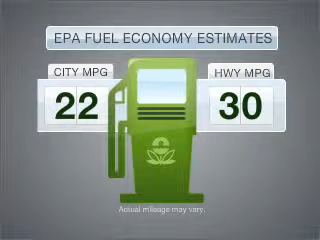 EPA FUEL ECONOMY ESTIMATES
CITY MPG
HWY MPG
22
30
Actual mileage may vary.